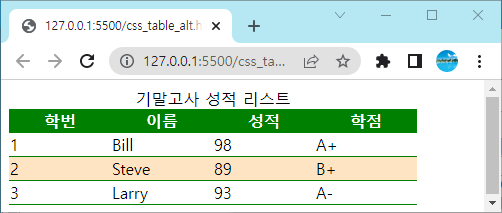 127.0.0.1:5500/css_table_alt.h
127.0.0.1:5500/css_ta...
기말고사 성적 리스트
학번 이름 성적 학점
1 Bill 98 A+
2 Steve 89 B+
3 Larry 93 A-